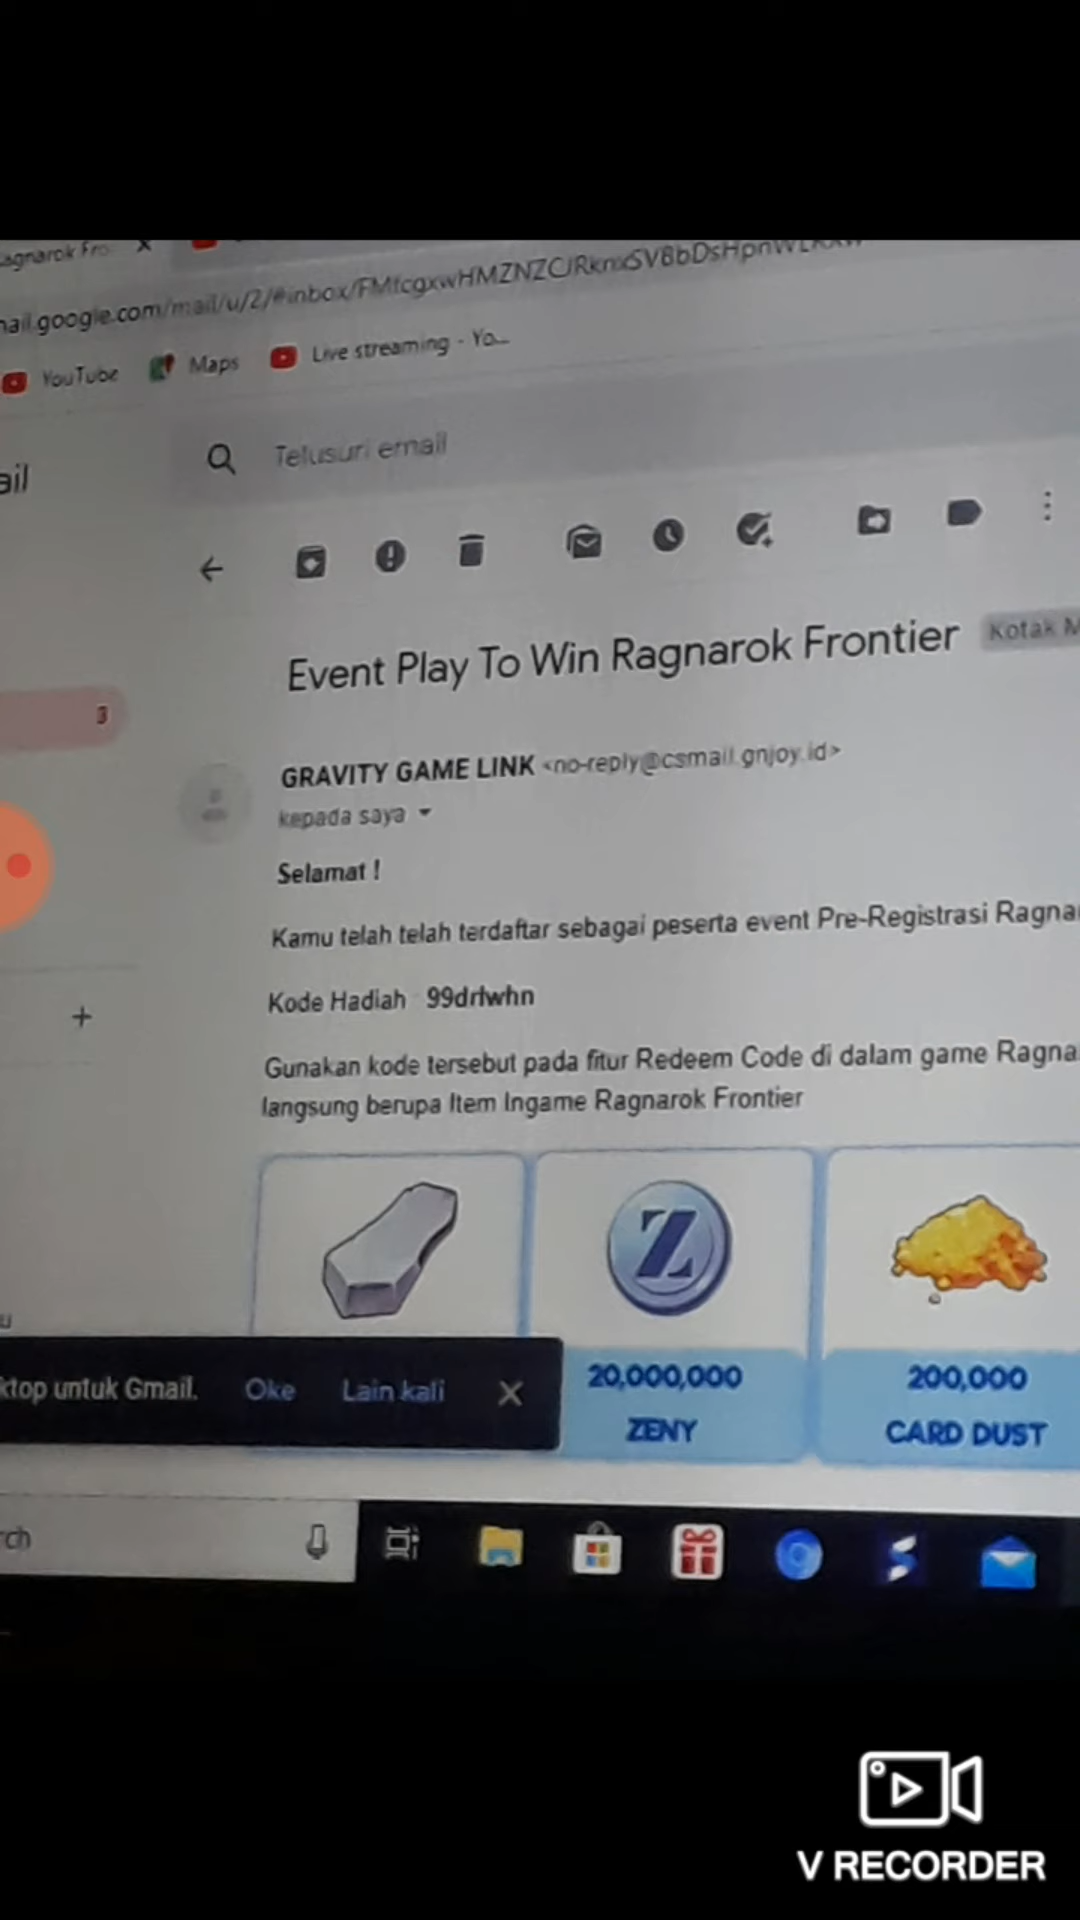 agnarok Fro
mail.google.com/mail/u/2/#inbox/
YouTube Maps Live streaming - Yo...
ail
Telusuri email
Event Play To Win Ragnarok Frontier Kotak M
3
GRAVITY GAME LINK <no-reply@csmail.gnjoy.id>
kepada saya
Selamat !
Kamu telah telah terdaftar sebagai peserta event Pre-Registrasi Ragna
Kode Hadiah
Gunakan kode tersebut pada fitur Redeem Code di dalam game Ragna
langsung berupa Item Ingame Ragnarok Frontier
Z
ktop untuk Gmail. Oke Lain kali
20,000,000
ZENY
200,000
CARD DUST
rch
V RECORDER